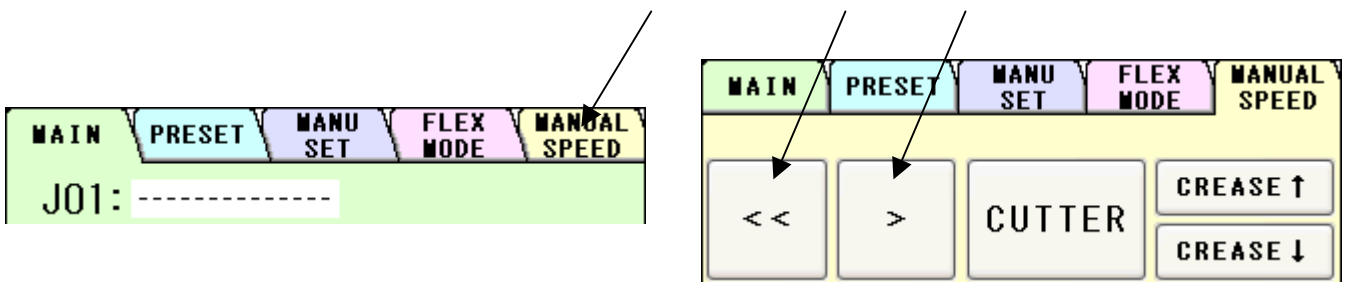 MAIN PRESET MANU SET FLEX MODE MANUAL SPEED
J01: --------------
MAIN PRESET MANU SET FLEX MODE MANUAL SPEED
<< > CUTTER CREASE↑
CREASE↓